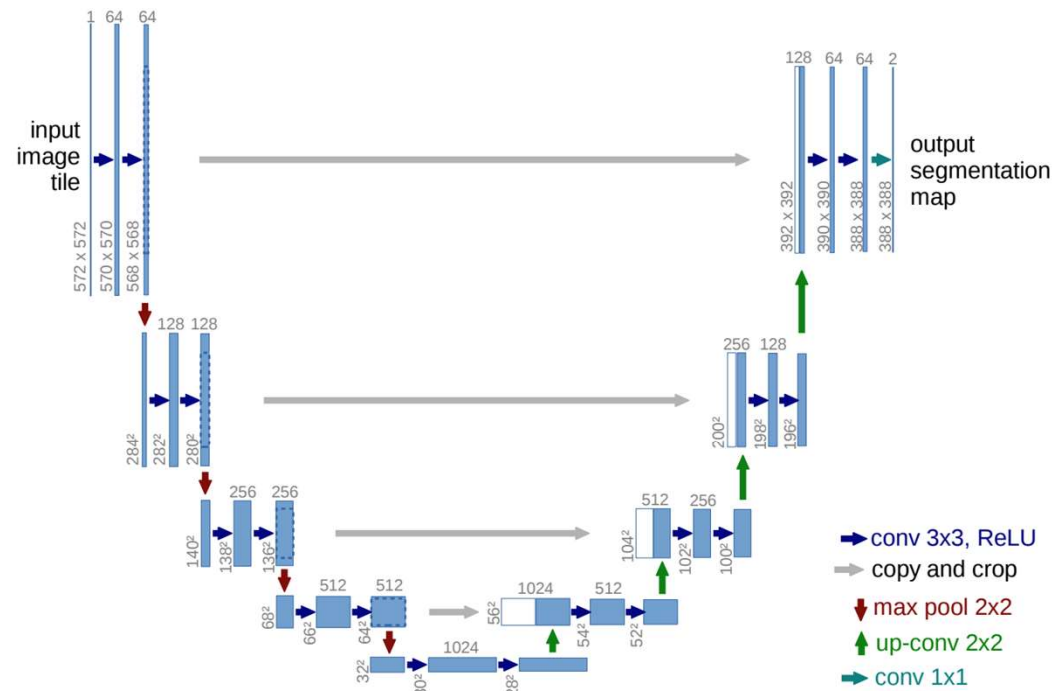 1 64 64
input
image
tile
572 x 572
570 x 570
568 x 568
128 64 64 2
output
segmentation
map
392 x 392
390 x 390
388 x 388
388 x 388
128 128
284²
282²
280²
256 128
200²
198²
196²
256 256
140²
138²
136²
512 256
104²
102²
100²
512 512
68²
66²
64²
1024 512
56²
54²
52²
1024
32²
conv 3x3, ReLU
copy and crop
max pool 2x2
up-conv 2x2
conv 1x1